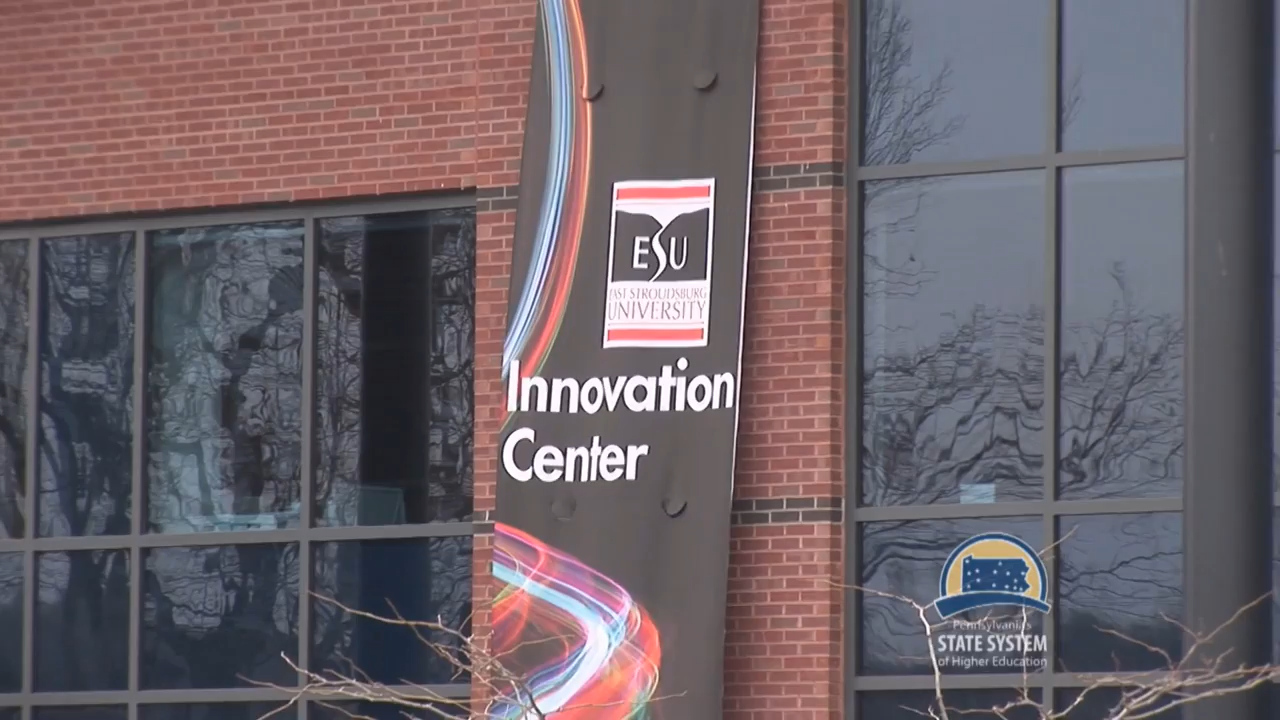 ESU
EAST STROUDSBURG
UNIVERSITY
Innovation
Center
Pennsylvania's
STATE SYSTEM
of Higher Education